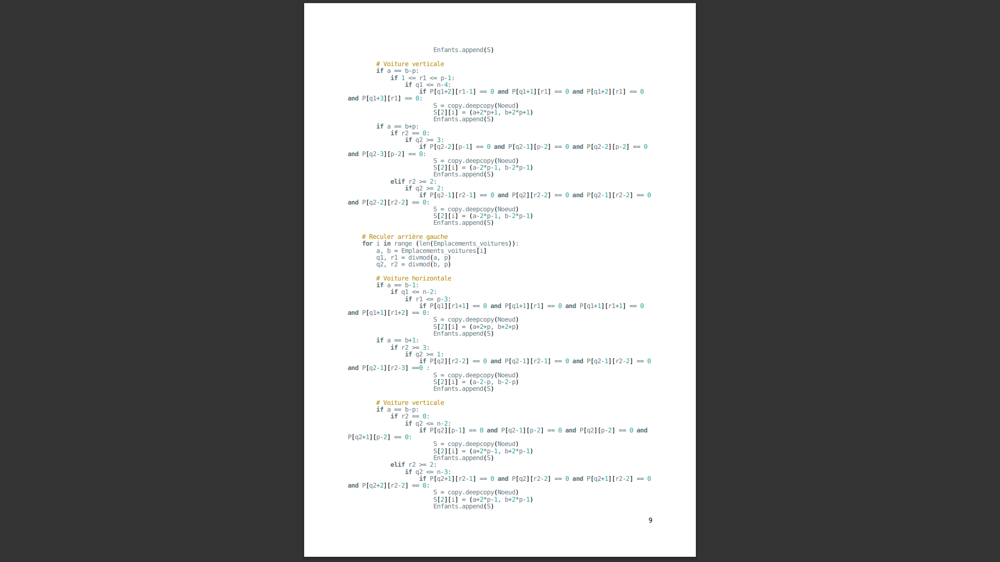 Enfants.append(S)
# Voiture verticale
if a == b-p:
if 1 <= r1 <= p-1:
if q1 <= n-4:
if P[q1+2][r1-1] == 0 and P[q1+1][r1] == 0 and P[q1+2][r1] == 0
and P[q1+3][r1] == 0:
S = copy.deepcopy(Noeud)
S[2][i] = (a+2*p+1, b+2*p+1)
Enfants.append(S)
if a == b+p:
if r2 == 0:
if q2 >= 3:
if P[q2-2][p-1] == 0 and P[q2-1][p-2] == 0 and P[q2-2][p-2] == 0
and P[q2-3][p-2] == 0:
S = copy.deepcopy(Noeud)
S[2][i] = (a-2*p-1, b-2*p-1)
Enfants.append(S)
elif r2 >= 2:
if q2 >= 2:
if P[q2-1][r2-1] == 0 and P[q2][r2-2] == 0 and P[q2-1][r2-2] == 0
and P[q2-2][r2-2] == 0:
S = copy.deepcopy(Noeud)
S[2][i] = (a-2*p-1, b-2*p-1)
Enfants.append(S)
# Reculer arrière gauche
for i in range (len(Emplacements_voitures)):
a, b = Emplacements_voitures[i]
q1, r1 = divmod(a, p)
q2, r2 = divmod(b, p)
# Voiture horizontale
if a == b-1:
if q1 <= n-2:
if r1 <= p-3:
if P[q1][r1+1] == 0 and P[q1+1][r1] == 0 and P[q1+1][r1+1] == 0
and P[q1+1][r1+2] == 0:
S = copy.deepcopy(Noeud)
S[2][i] = (a+2+p, b+2+p)
Enfants.append(S)
if a == b+1:
if r2 >= 3:
if q2 >= 1:
if P[q2][r2-2] == 0 and P[q2-1][r2-1] == 0 and P[q2-1][r2-2] == 0
and P[q2-1][r2-3] ==0 :
S = copy.deepcopy(Noeud)
S[2][i] = (a-2-p, b-2-p)
Enfants.append(S)
# Voiture verticale
if a == b-p:
if r2 == 0:
if q2 <= n-2:
if P[q2][p-1] == 0 and P[q2-1][p-2] == 0 and P[q2][p-2] == 0 and
P[q2+1][p-2] == 0:
S = copy.deepcopy(Noeud)
S[2][i] = (a+2*p-1, b+2*p-1)
Enfants.append(S)
elif r2 >= 2:
if q2 <= n-3:
if P[q2+1][r2-1] == 0 and P[q2][r2-2] == 0 and P[q2+1][r2-2] == 0
and P[q2+2][r2-2] == 0:
S = copy.deepcopy(Noeud)
S[2][i] = (a+2*p-1, b+2*p-1)
Enfants.append(S)
9